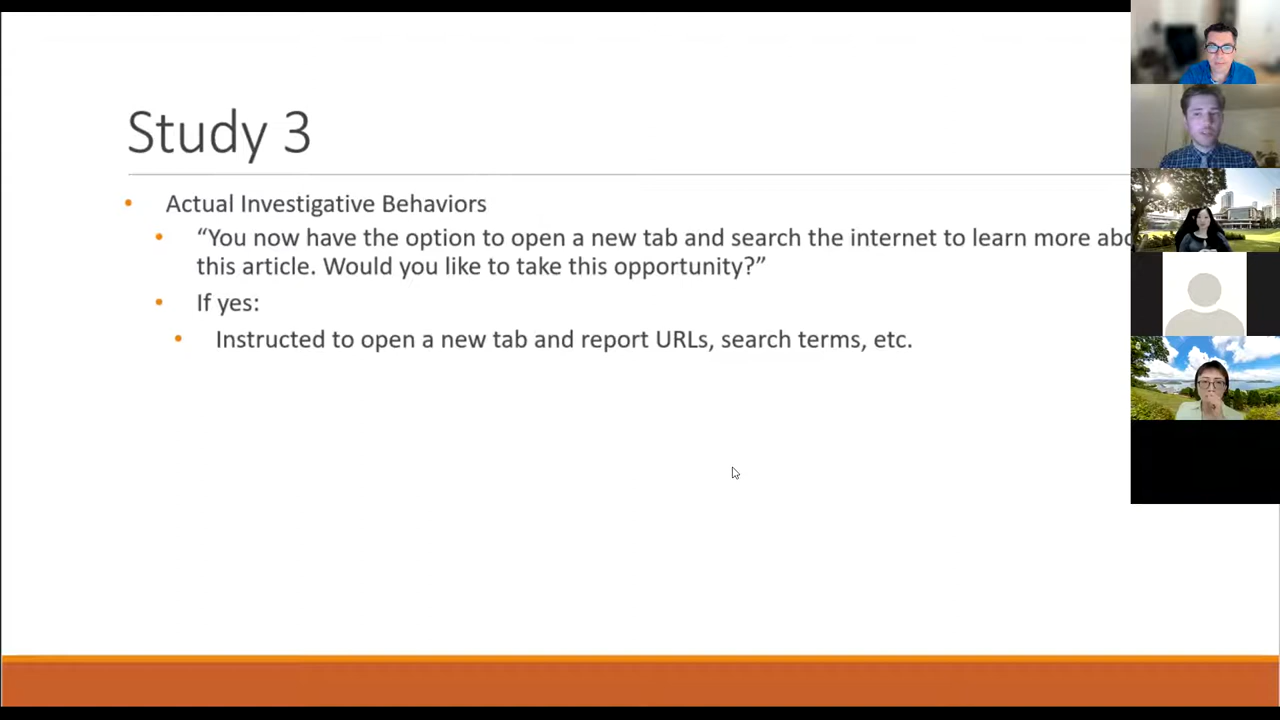 Study 3
Actual Investigative Behaviors
“You now have the option to open a new tab and search the internet to learn more
this article. Would you like to take this opportunity?”
If yes:
Instructed to open a new tab and report URLs, search terms, etc.